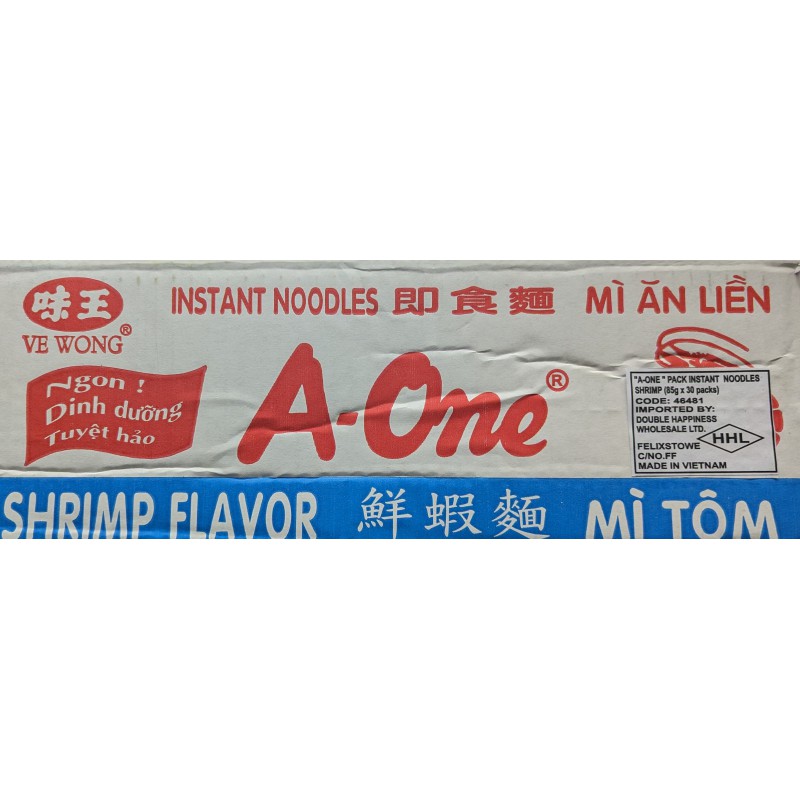 味王
VE WONG®
INSTANT NOODLES 即食麵 MÌ ĂN LIỀN
Ngon !
Dinh dưỡng
Tuyệt hảo
A-One®
"A-ONE " PACK INSTANT NOODLES
SHRIMP (85g x 30 packs)
CODE: 46481
IMPORTED BY:
DOUBLE HAPPINESS
WHOLESALE LTD.
HHL
FELIXSTOWE
C/NO.FF
MADE IN VIETNAM
SHRIMP FLAVOR 鮮蝦麵 MÌ TÔM